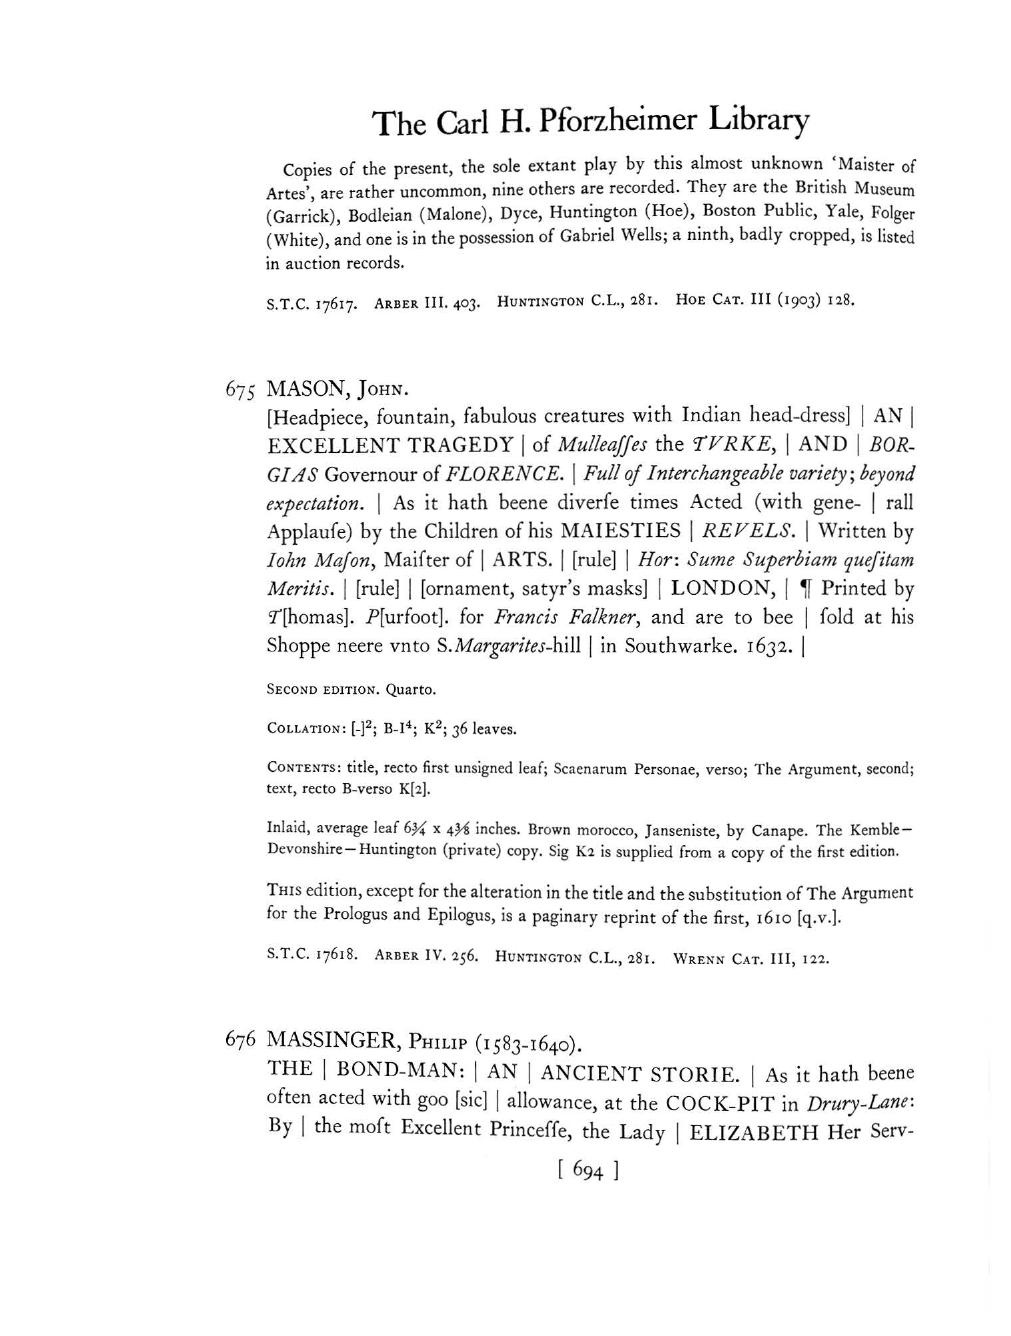 The Carl H. Pforzheimer Library
Copies of the present, the sole extant play by this almost unknown ‘Maister of
Artes’, are rather uncommon, nine others are recorded. They are the British Museum
(Garrick), Bodleian (Malone), Dyce, Huntington (Hoe), Boston Public, Yale, Folger
(White), and one is in the possession of Gabriel Wells; a ninth, badly cropped, is listed
in auction records.
S.T.C. 17617. Arber III. 403. Huntington C.L., 281. Hoe Cat. III (1903) 128.
675 MASON, John.
[Headpiece, fountain, fabulous creatures with Indian head-dress] | AN |
EXCELLENT TRAGEDY | of Mulleaſſes the TVRKE, | AND | BOR-
GIAS Governour of FLORENCE. | Full of Interchangeable variety; beyond
expectation. | As it hath beene diverſe times Acted (with gene- | rall
Applauſe) by the Children of his MAIESTIES | REVELS. | Written by
Iohn Maſon, Maiſter of | ARTS. | [rule] | Hor: Sume Superbiam queſitam
Meritis. | [rule] | [ornament, satyr’s masks] | LONDON, | ¶ Printed by
T[homas]. P[urfoot]. for Francis Falkner, and are to bee | ſold at his
Shoppe neere vnto S.Margarites-hill | in Southwarke. 1632. |
Second edition. Quarto.
Collation: [-]²; B-I⁴; K²; 36 leaves.
Contents: title, recto first unsigned leaf; Scaenarum Personae, verso; The Argument, second;
text, recto B-verso K[2].
Inlaid, average leaf 6¾ x 4⅜ inches. Brown morocco, Janseniste, by Canape. The Kemble—
Devonshire—Huntington (private) copy. Sig K2 is supplied from a copy of the first edition.
This edition, except for the alteration in the title and the substitution of The Argument
for the Prologus and Epilogus, is a paginary reprint of the first, 1610 [q.v.].
S.T.C. 17618. Arber IV. 256. Huntington C.L., 281. Wrenn Cat. III, 122.
676 MASSINGER, Philip (1583-1640).
THE | BOND-MAN: | AN | ANCIENT STORIE. | As it hath beene
often acted with goo [sic] | allowance, at the COCK-PIT in Drury-Lane:
By | the moſt Excellent Princeſſe, the Lady | ELIZABETH Her Serv-
[ 694 ]